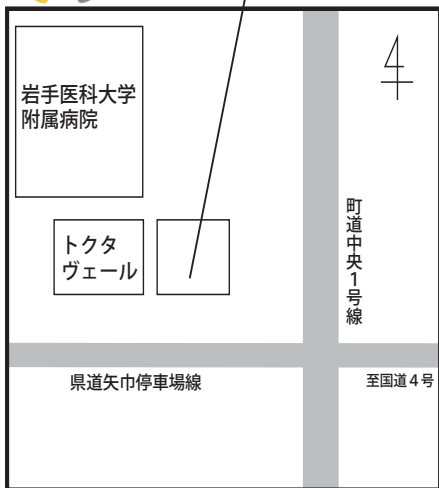 岩手医科大学
附属病院
トクタ
ヴェール
町道中央1号線
県道矢巾停車場線
至国道4号